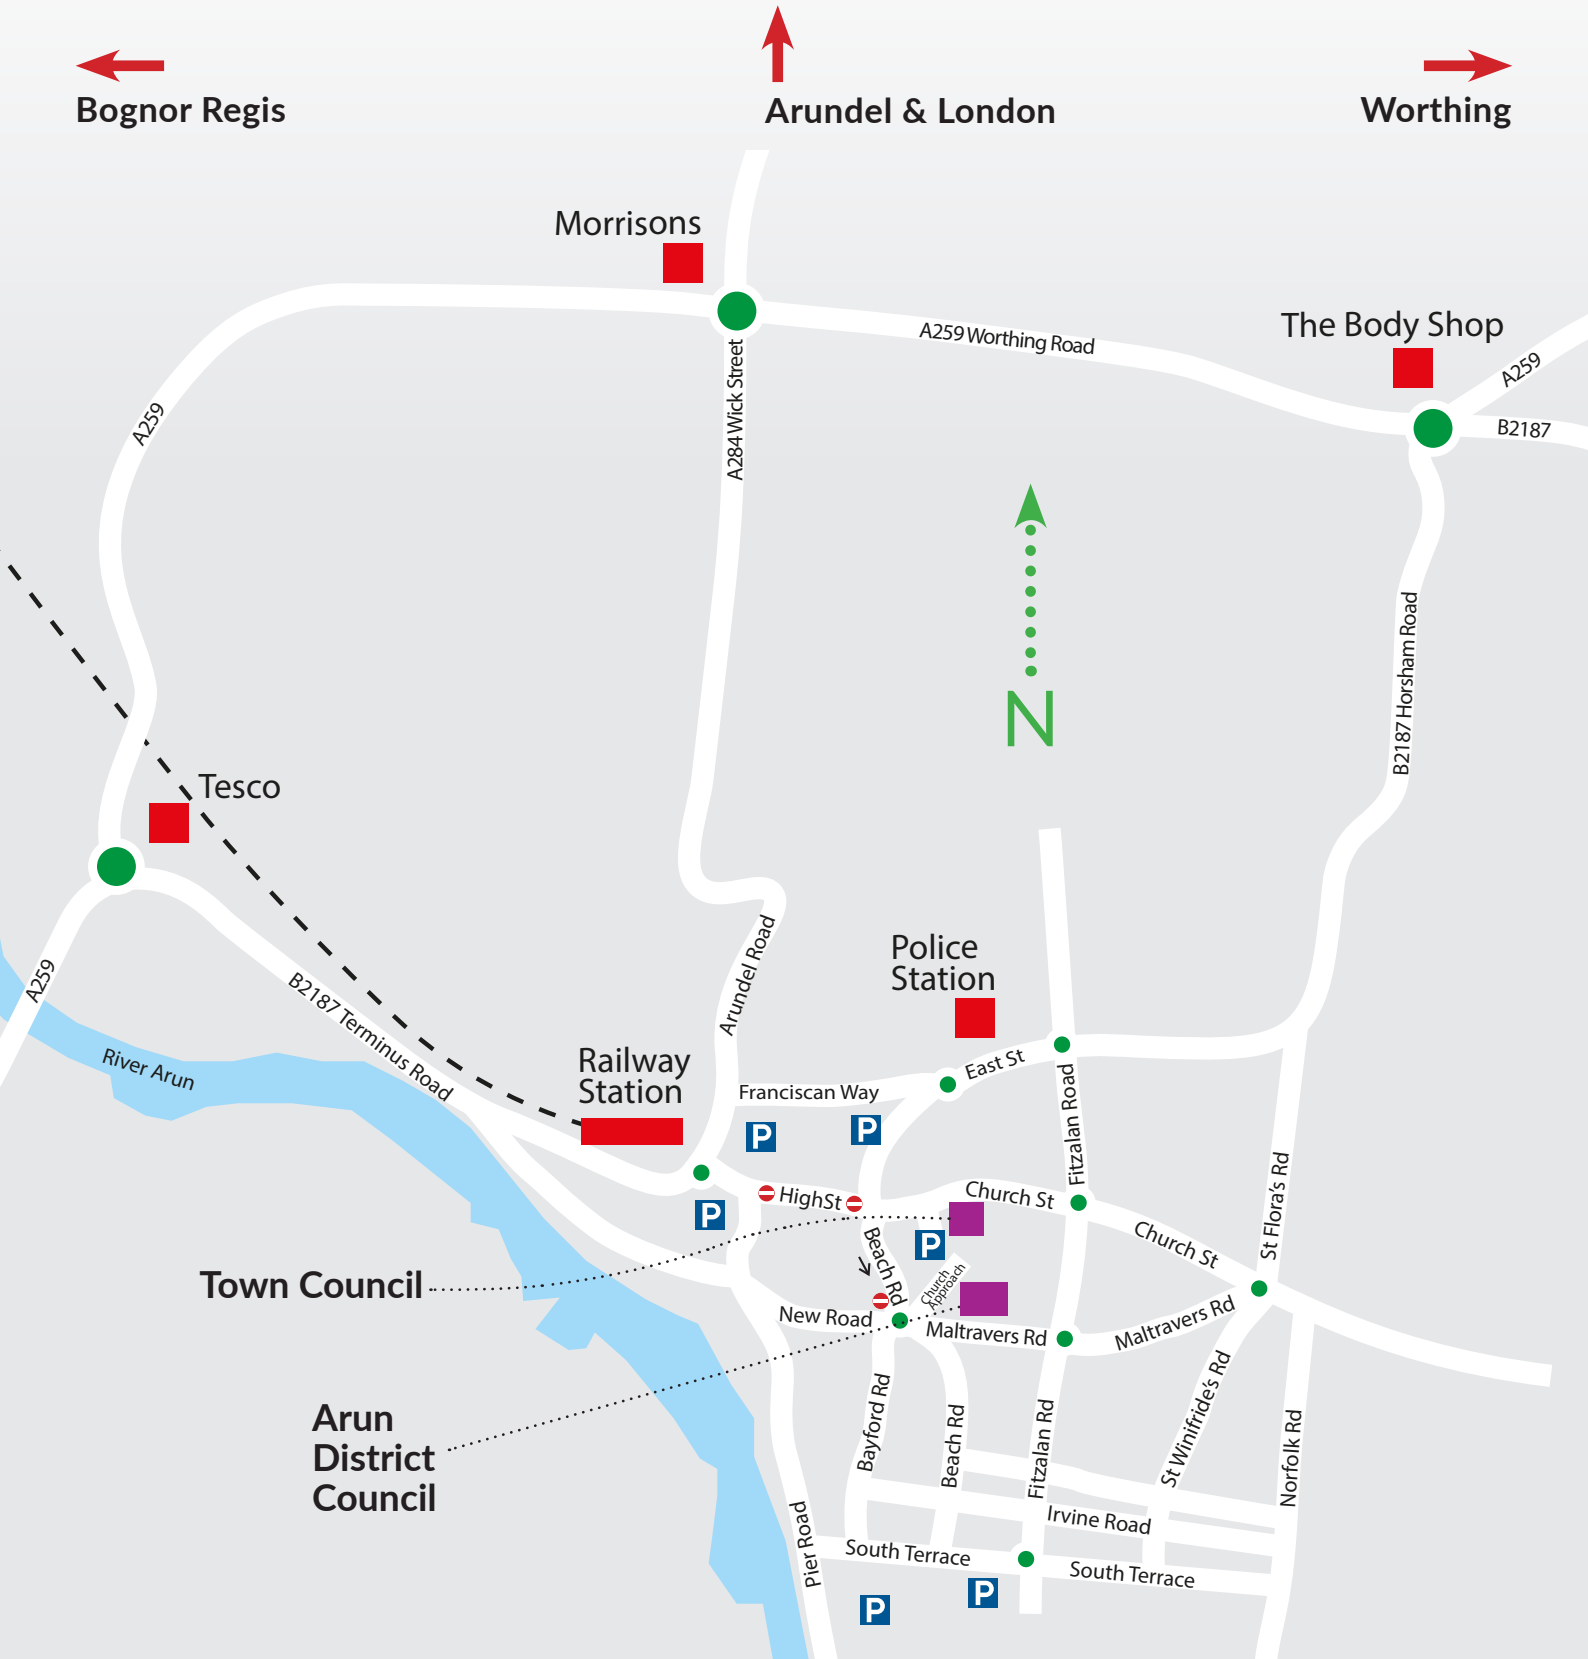 Bognor Regis
Arundel & London
Worthing
Morrisons
The Body Shop
A259 Worthing Road
A259
B2187
A284 Wick Street
A259
N
B2187 Horsham Road
Tesco
Arundel Road
Police
Station
A259
B2187 Terminus Road
River Arun
Railway
Station
East St
Franciscan Way
Fitzalan Road
P
P
P
HighSt
Church St
St Flora's Rd
Church St
P
Beach Rd
Church
Approach
Town Council
New Road
Maltravers Rd
Maltravers Rd
Arun
District
Council
Bayford Rd
Beach Rd
Fitzalan Rd
St Winifride's Rd
Norfolk Rd
Irvine Road
Pier Road
South Terrace
South Terrace
P
P